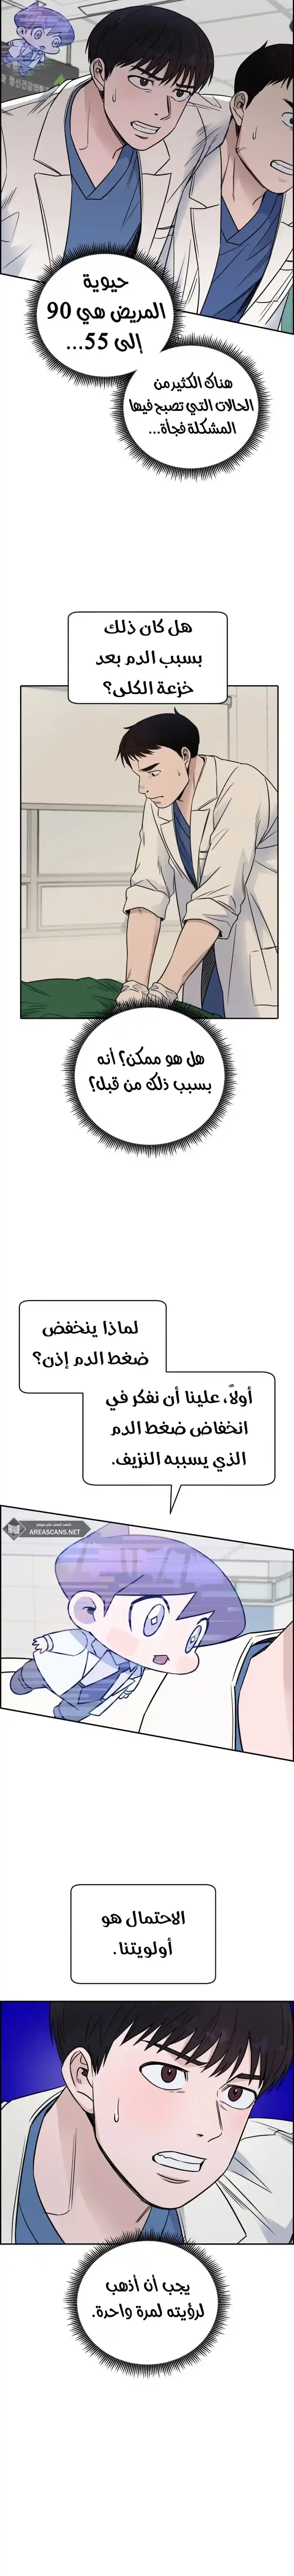 حيوية
المريض هي 90
إلى 55...
هناك الكثير من
الحالات التي تصبح فيها
المشكلة فجأة...
هل كان ذلك
بسبب الدم بعد
خزعة الكلى؟
هل هو ممكن؟ أنه
بسبب ذلك من قبل؟
لماذا ينخفض
ضغط الدم إذن؟
أولاً، علينا أن نفكر في
انخفاض ضغط الدم
الذي يسببه النزيف.
AREASCANS.NET
الاحتمال هو
أولويتنا.
يجب أن أذهب
لرؤيته لمرة واحدة.